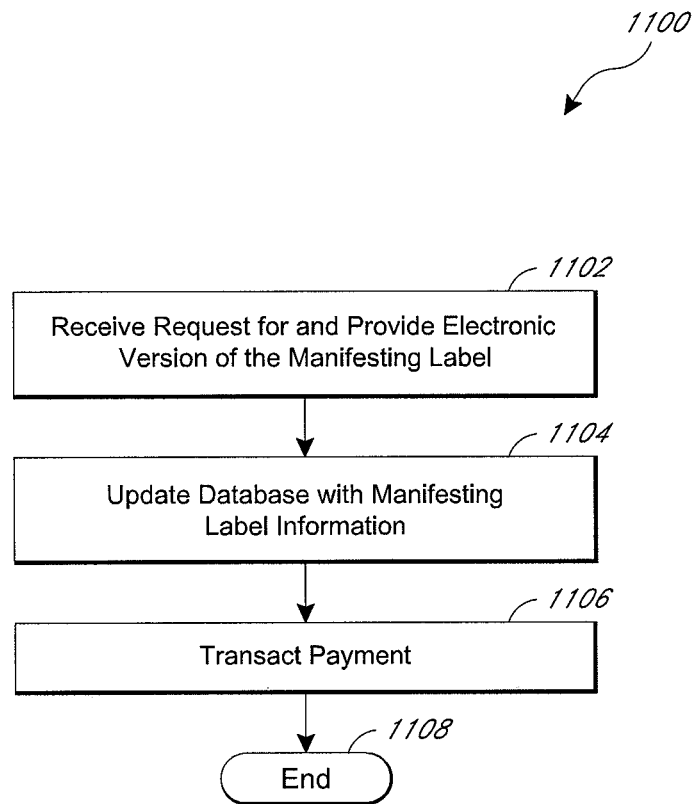 1100
1102
Receive Request for and Provide Electronic
Version of the Manifesting Label
1104
Update Database with Manifesting
Label Information
1106
Transact Payment
1108
End